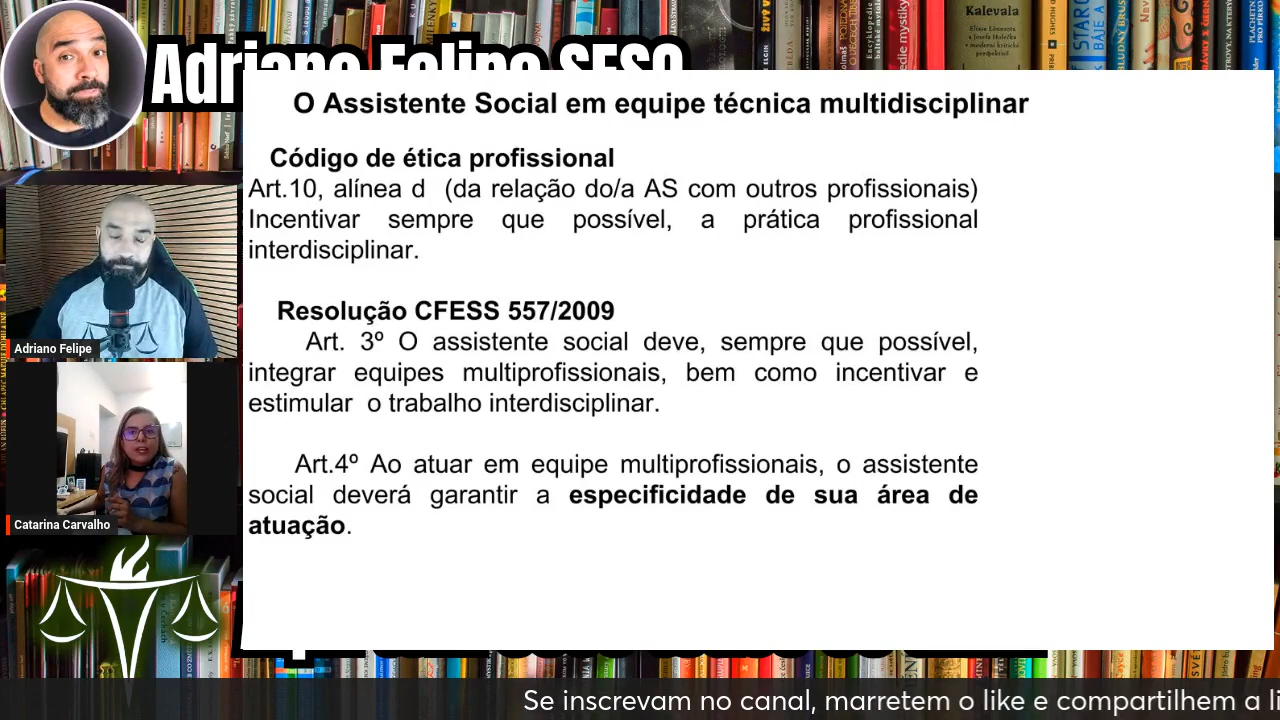 Adriano Felipe SESO
O Assistente Social em equipe técnica multidisciplinar
Código de ética profissional
Art.10, alínea d (da relação do/a AS com outros profissionais)
Incentivar sempre que possível, a prática profissional
interdisciplinar.
Resolução CFESS 557/2009
Art. 3º O assistente social deve, sempre que possível,
integrar equipes multiprofissionais, bem como incentivar e
estimular o trabalho interdisciplinar.
Art.4º Ao atuar em equipe multiprofissionais, o assistente
social deverá garantir a especificidade de sua área de
atuação.
Adriano Felipe
Catarina Carvalho
Kalevala
Se inscrevam no canal, marretem o like e compartilhem a li